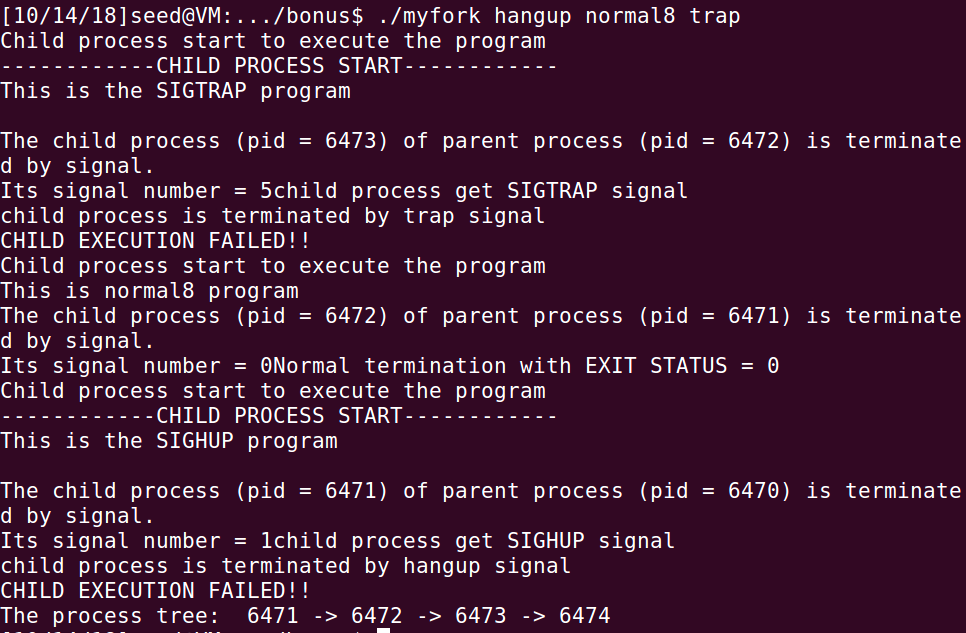 [10/14/18]seed@VM:.../bonus$ ./myfork hangup normal8 trap
Child process start to execute the program
------------CHILD PROCESS START------------
This is the SIGTRAP program
The child process (pid = 6473) of parent process (pid = 6472) is terminate
d by signal.
Its signal number = 5child process get SIGTRAP signal
child process is terminated by trap signal
CHILD EXECUTION FAILED!!
Child process start to execute the program
This is normal8 program
The child process (pid = 6472) of parent process (pid = 6471) is terminate
d by signal.
Its signal number = 0Normal termination with EXIT STATUS = 0
Child process start to execute the program
------------CHILD PROCESS START------------
This is the SIGHUP program
The child process (pid = 6471) of parent process (pid = 6470) is terminate
d by signal.
Its signal number = 1child process get SIGHUP signal
child process is terminated by hangup signal
CHILD EXECUTION FAILED!!
The process tree:  6471 -> 6472 -> 6473 -> 6474